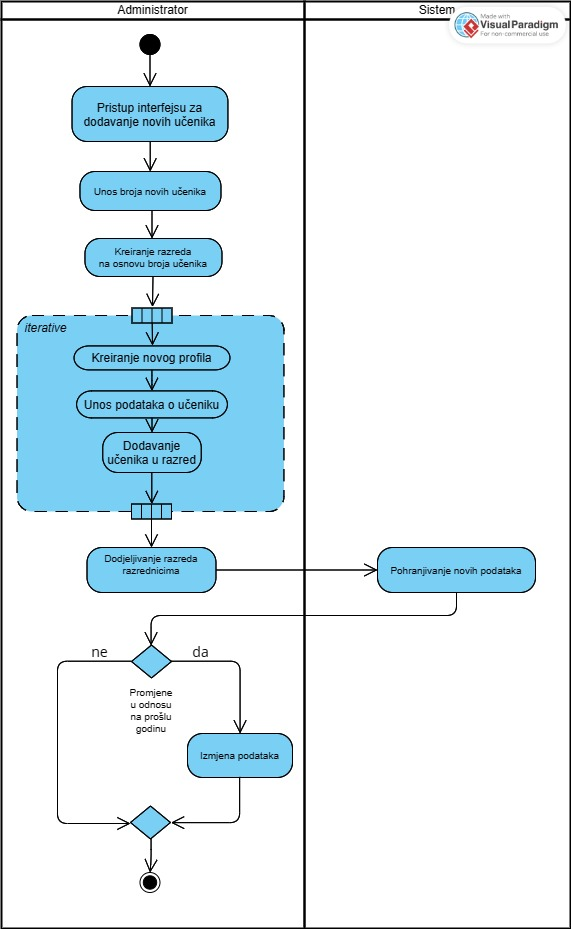 Administrator
Sistem
Made with
VisualParadigm
For non-commercial use
Pristup interfejsu za
dodavanje novih učenika
Unos broja novih učenika
Kreiranje razreda
na osnovu broja učenika
iterative
Kreiranje novog profila
Unos podataka o učeniku
Dodavanje
učenika u razred
Dodjeljivanje razreda
razrednicima
Pohranjivanje novih podataka
ne
da
Promjene
u odnosu
na prošlu
godinu
Izmjena podataka